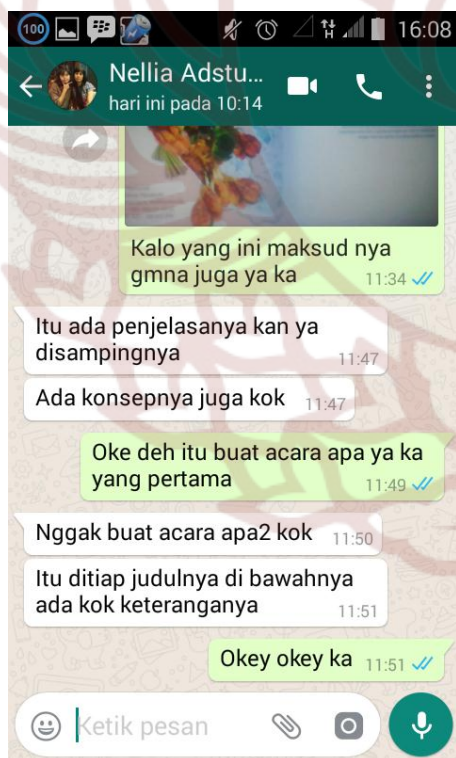 100
16:08
Nellia Adstu...
hari ini pada 10:14
Kalo yang ini maksud nya
gmna juga ya ka
11:34
Itu ada penjelasanya kan ya
disampingnya
11:47
Ada konsepnya juga kok 11:47
Oke deh itu buat acara apa ya ka
yang pertama
11:49
Nggak buat acara apa2 kok 11:50
Itu ditiap judulnya di bawahnya
ada kok keteranganya
11:51
Okey okey ka 11:51
Ketik pesan